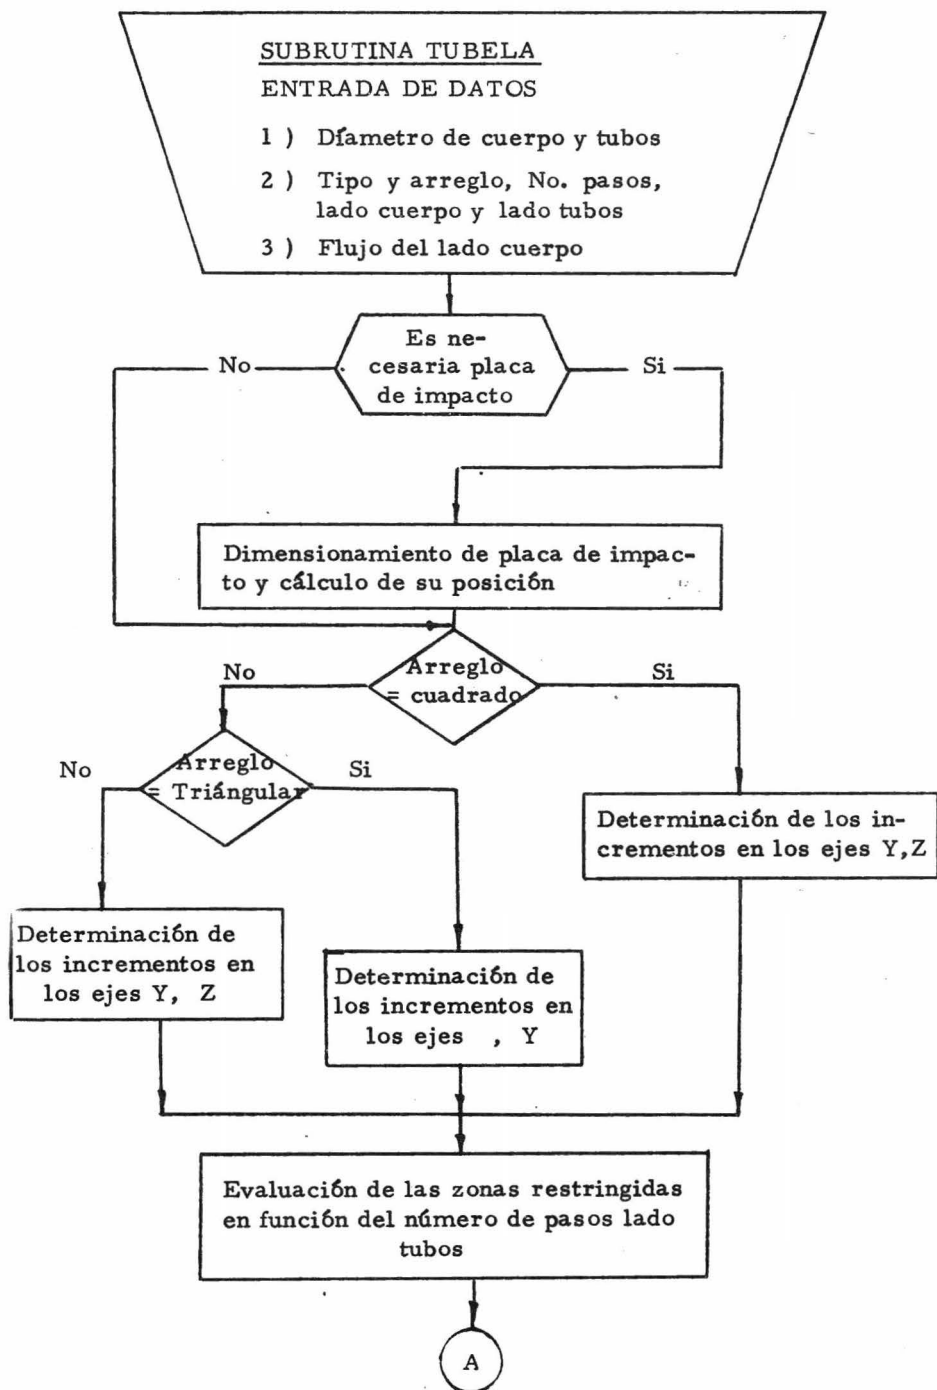 SUBRUTINA TUBELA
ENTRADA DE DATOS
1 ) Díametro de cuerpo y tubos
2 ) Tipo y arreglo, No. pasos,
lado cuerpo y lado tubos
3 ) Flujo del lado cuerpo
Es ne-
cesaria placa
de impacto
No
Si
Dimensionamiento de placa de impac-
to y cálculo de su posición
Arreglo
= cuadrado
No
Si
Arreglo
= Triángular
No
Si
Determinación de los in-
crementos en los ejes Y,Z
Determinación de
los incrementos en
los ejes Y, Z
Determinación de
los incrementos en
los ejes , Y
Evaluación de las zonas restringidas
en función del número de pasos lado
tubos
A